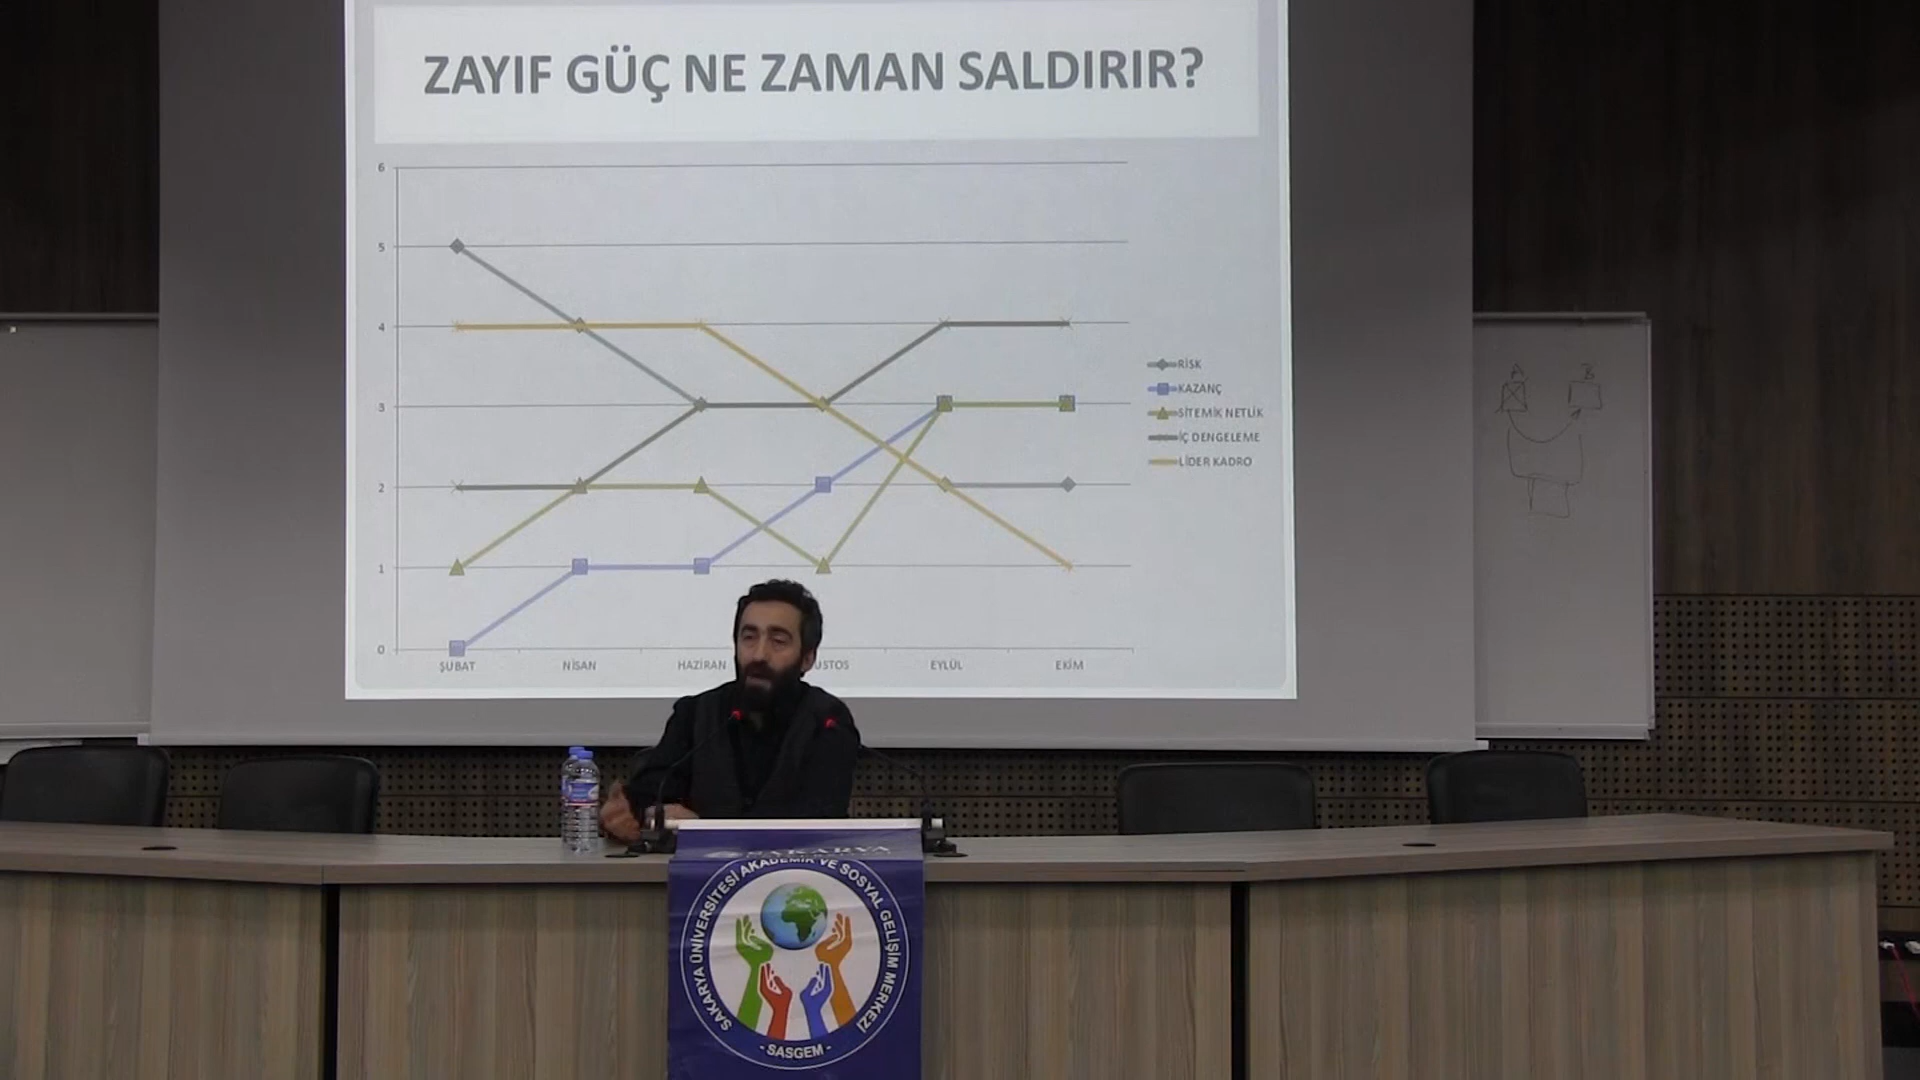 ZAYIF GÜÇ NE ZAMAN SALDIRIR?
6
5
4
3
2
1
0
ŞUBAT
NİSAN
HAZİRAN
USTOS
EYLÜL
EKİM
RİSK
KAZANÇ
SİTEMİK NETLİK
İÇ DENGELEME
LİDER KADRO
A
B
SAKARYA
SAKARYA ÜNİVERSİTESİ AKADEMİK VE SOSYAL GELİŞİM MERKEZİ
- SASGEM -